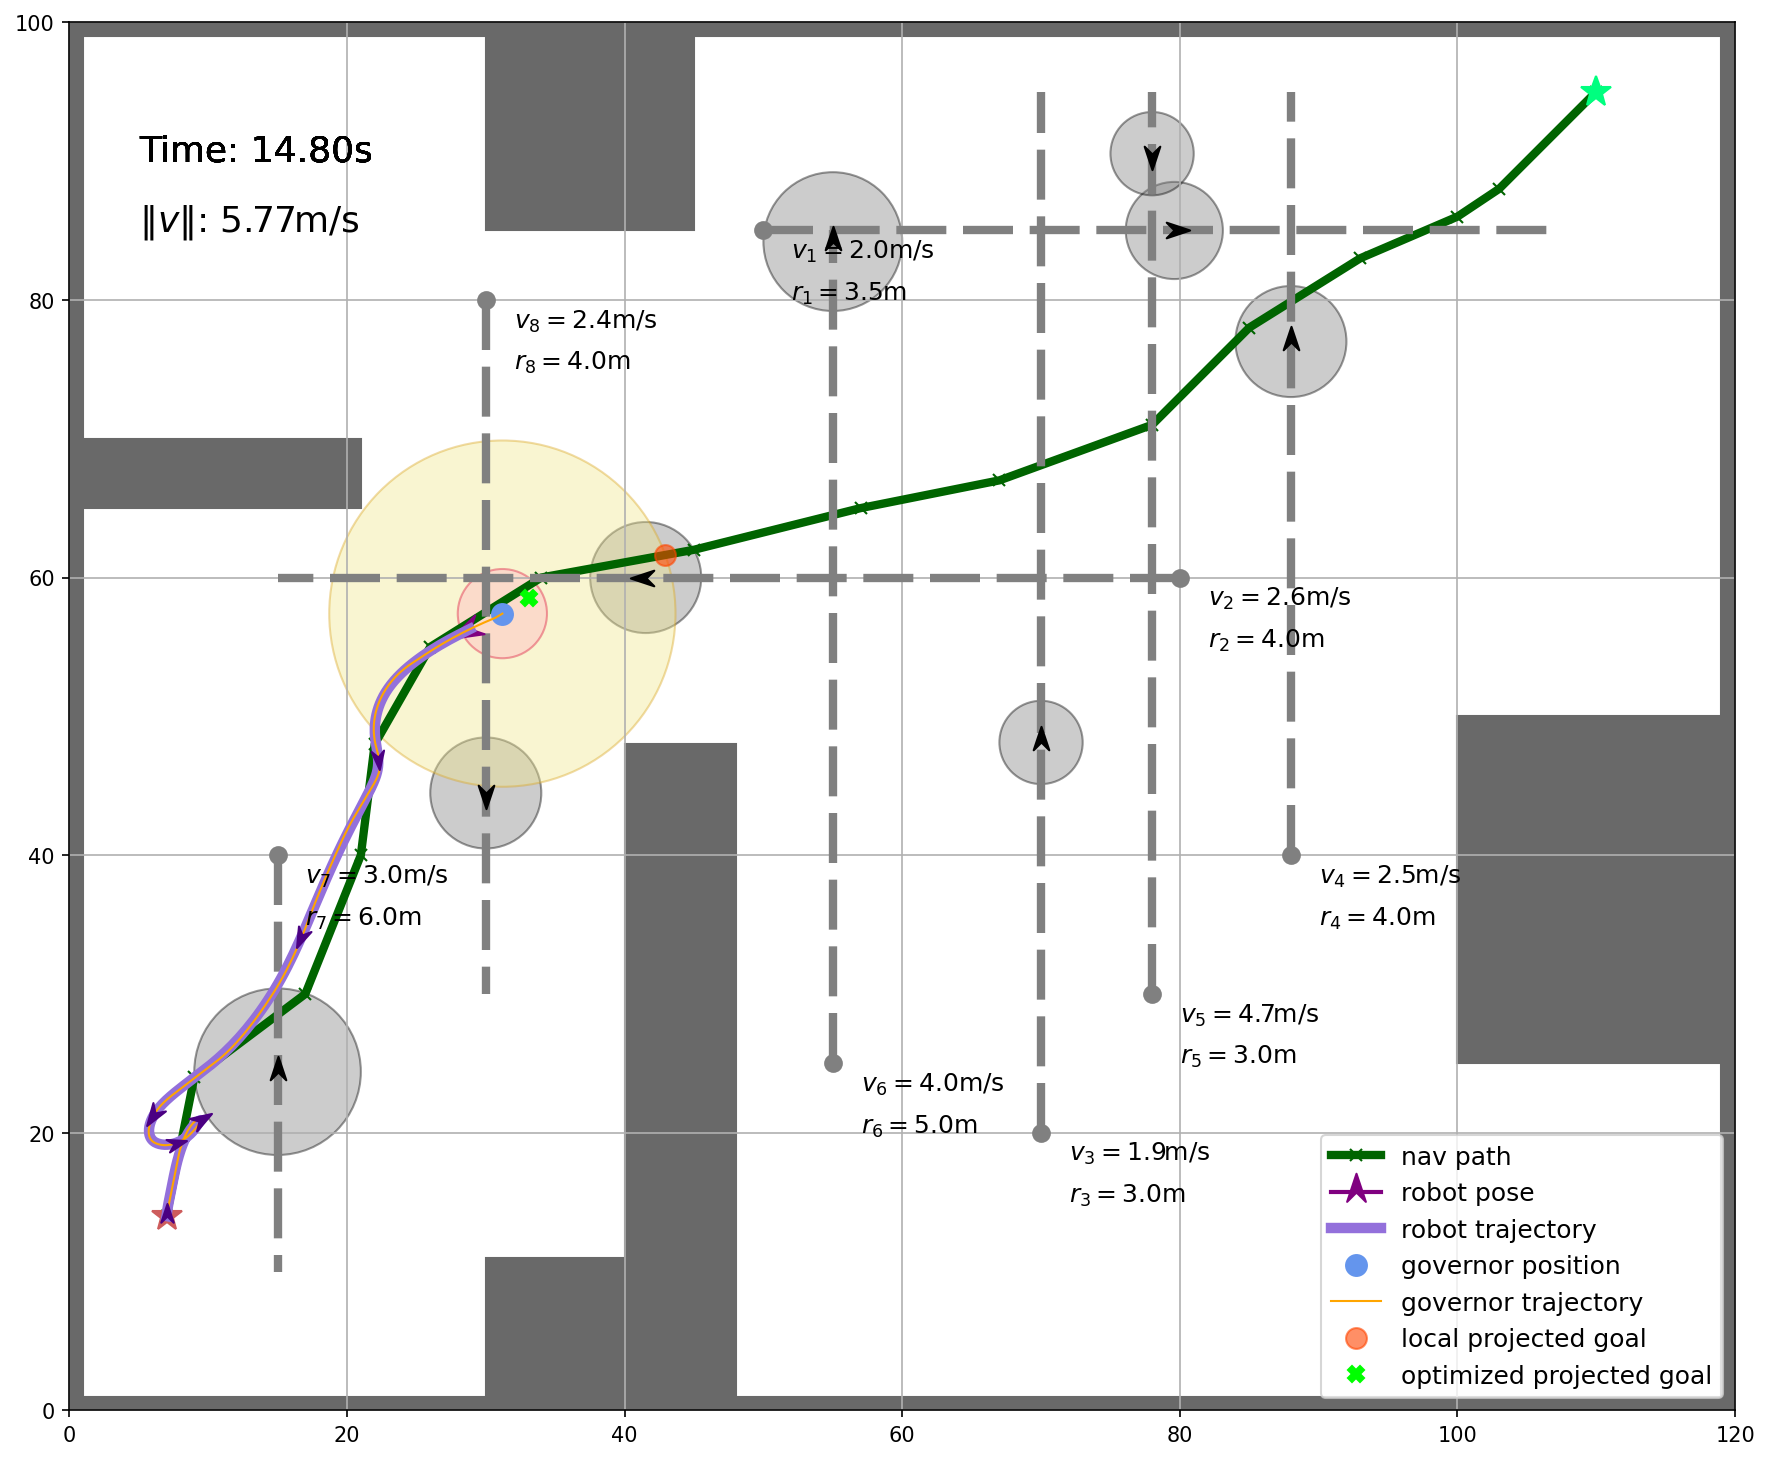 100
80
60
40
20
0
0 20 40 60 80 100 120
Time: 14.80s
‖v‖: 5.77m/s
v₁ = 2.0m/s
r₁ = 3.5m
v₈ = 2.4m/s
r₈ = 4.0m
v₂ = 2.6m/s
r₂ = 4.0m
v₇ = 3.0m/s
r₇ = 6.0m
v₄ = 2.5m/s
r₄ = 4.0m
v₅ = 4.7m/s
r₅ = 3.0m
v₆ = 4.0m/s
r₆ = 5.0m
v₃ = 1.9m/s
r₃ = 3.0m
nav path
robot pose
robot trajectory
governor position
governor trajectory
local projected goal
optimized projected goal